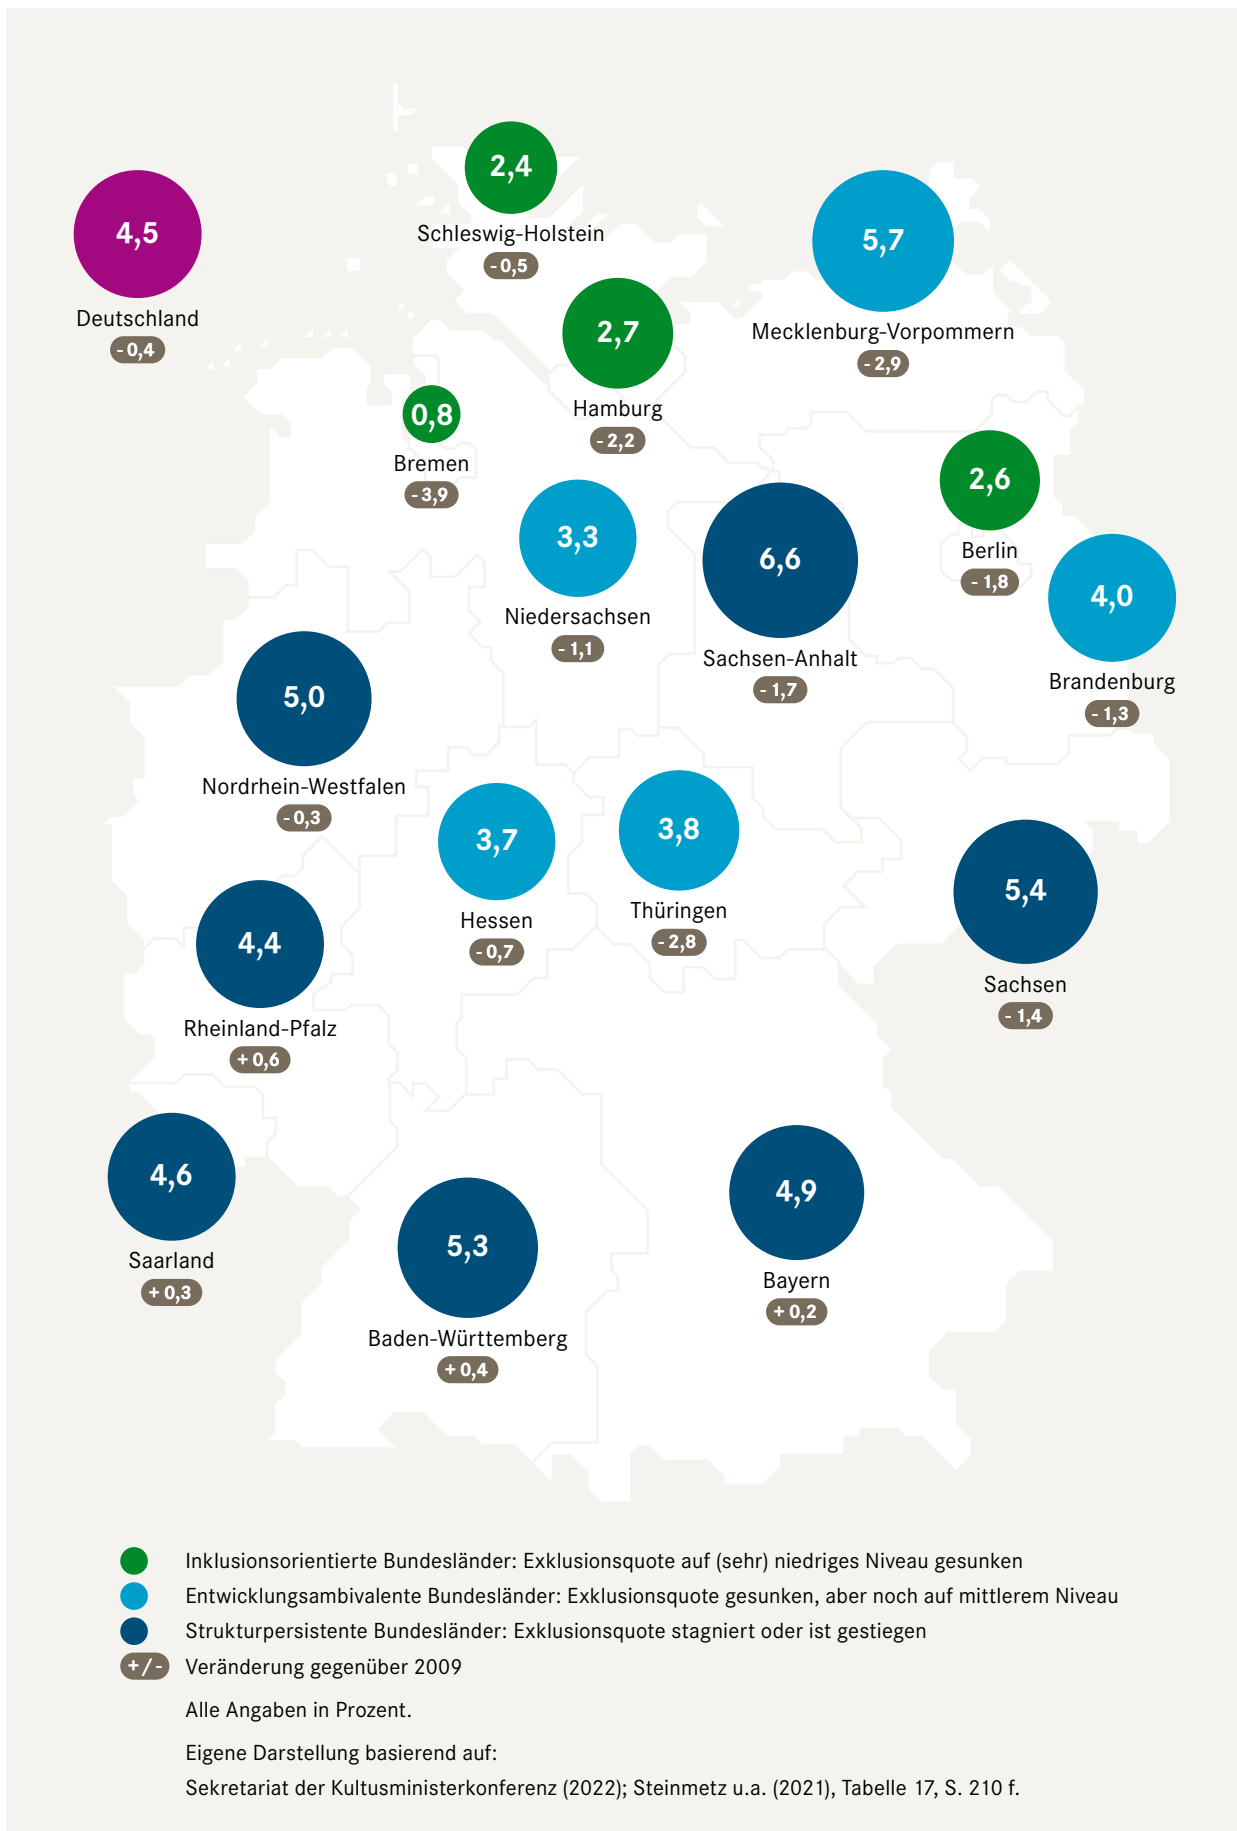 2,4
Schleswig-Holstein
- 0,5
4,5
Deutschland
- 0,4
5,7
Mecklenburg-Vorpommern
- 2,9
2,7
Hamburg
- 2,2
0,8
Bremen
- 3,9
2,6
Berlin
- 1,8
3,3
Niedersachsen
- 1,1
6,6
Sachsen-Anhalt
- 1,7
4,0
Brandenburg
- 1,3
5,0
Nordrhein-Westfalen
- 0,3
3,7
Hessen
- 0,7
3,8
Thüringen
- 2,8
5,4
Sachsen
- 1,4
4,4
Rheinland-Pfalz
+ 0,6
4,6
Saarland
+ 0,3
5,3
Baden-Württemberg
+ 0,4
4,9
Bayern
+ 0,2
Inklusionsorientierte Bundesländer: Exklusionsquote auf (sehr) niedriges Niveau gesunken
Entwicklungsambivalente Bundesländer: Exklusionsquote gesunken, aber noch auf mittlerem Niveau
Strukturpersistente Bundesländer: Exklusionsquote stagniert oder ist gestiegen
+ / - Veränderung gegenüber 2009
Alle Angaben in Prozent.
Eigene Darstellung basierend auf:
Sekretariat der Kultusministerkonferenz (2022); Steinmetz u.a. (2021), Tabelle 17, S. 210 f.